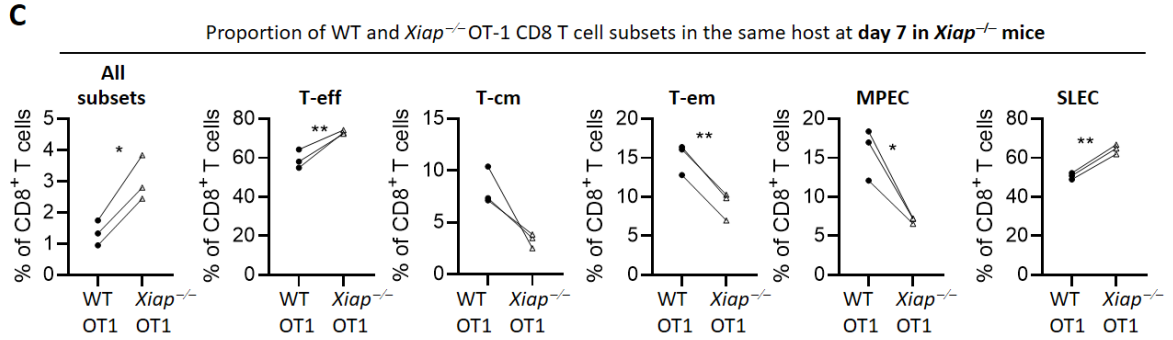 C
Proportion of WT and Xiap⁻/⁻ OT-1 CD8 T cell subsets in the same host at day 7 in Xiap⁻/⁻ mice
All
subsets
% of CD8⁺ T cells
5
4
3
2
1
0
*
WT
OT1
Xiap⁻/⁻
OT1
T-eff
% of CD8⁺ T cells
80
60
40
20
0
**
WT
OT1
Xiap⁻/⁻
OT1
T-cm
% of CD8⁺ T cells
15
10
5
0
WT
OT1
Xiap⁻/⁻
OT1
T-em
% of CD8⁺ T cells
20
15
10
5
0
**
WT
OT1
Xiap⁻/⁻
OT1
MPEC
% of CD8⁺ T cells
20
15
10
5
0
*
WT
OT1
Xiap⁻/⁻
OT1
SLEC
% of CD8⁺ T cells
80
60
40
20
0
**
WT
OT1
Xiap⁻/⁻
OT1